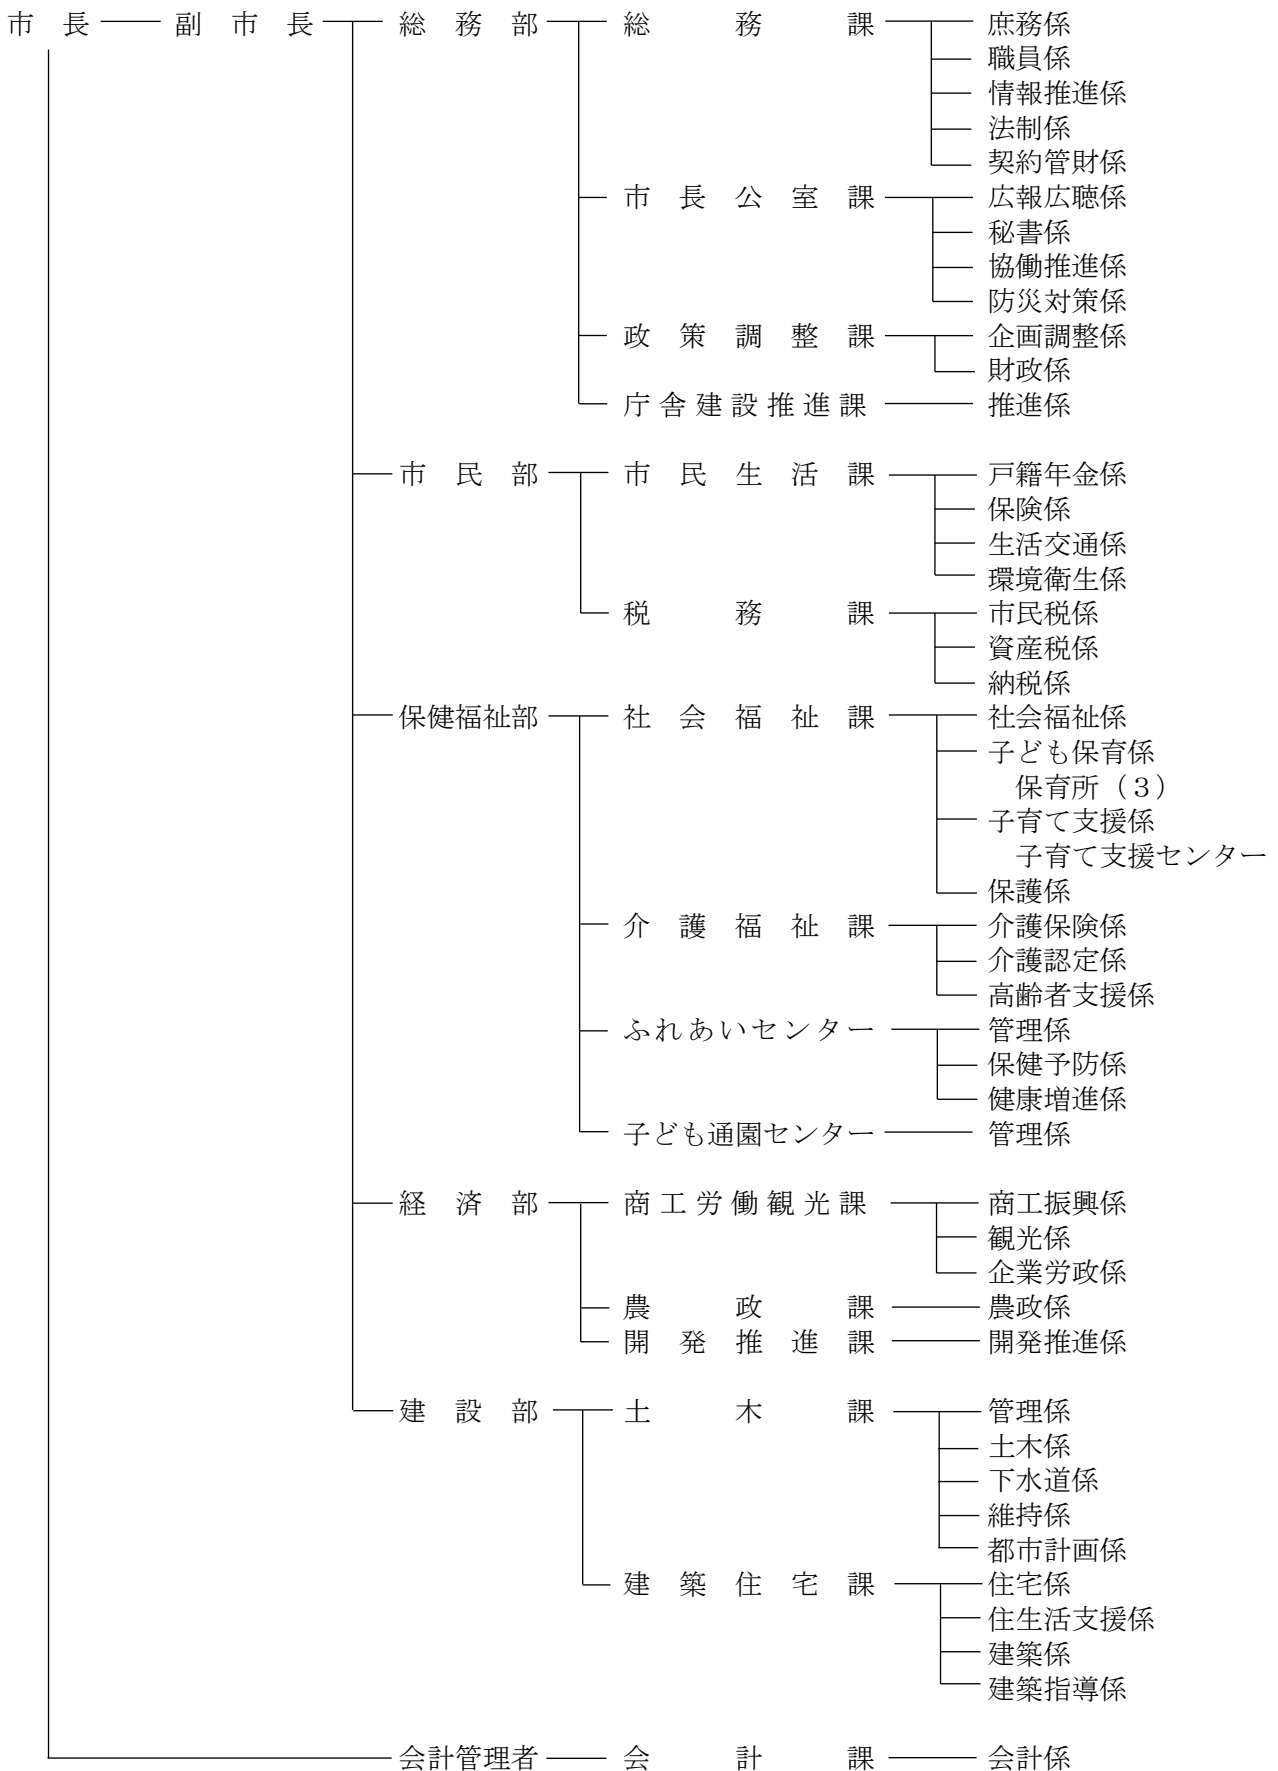 市長 副市長 総務部 総務課 庶務係
職員係
情報推進係
法制係
契約管財係
市長公室課 広報広聴係
秘書係
協働推進係
防災対策係
政策調整課 企画調整係
財政係
庁舎建設推進課 推進係
市民部 市民生活課 戸籍年金係
保険係
生活交通係
環境衛生係
税務課 市民税係
資産税係
納税係
保健福祉部 社会福祉課 社会福祉係
子ども保育係
保育所（３）
子育て支援係
子育て支援センター
保護係
介護福祉課 介護保険係
介護認定係
高齢者支援係
ふれあいセンター 管理係
保健予防係
健康増進係
子ども通園センター 管理係
経済部 商工労働観光課 商工振興係
観光係
企業労政係
農政課 農政係
開発推進課 開発推進係
建設部 土木課 管理係
土木係
下水道係
維持係
都市計画係
建築住宅課 住宅係
住生活支援係
建築係
建築指導係
会計管理者 会計課 会計係